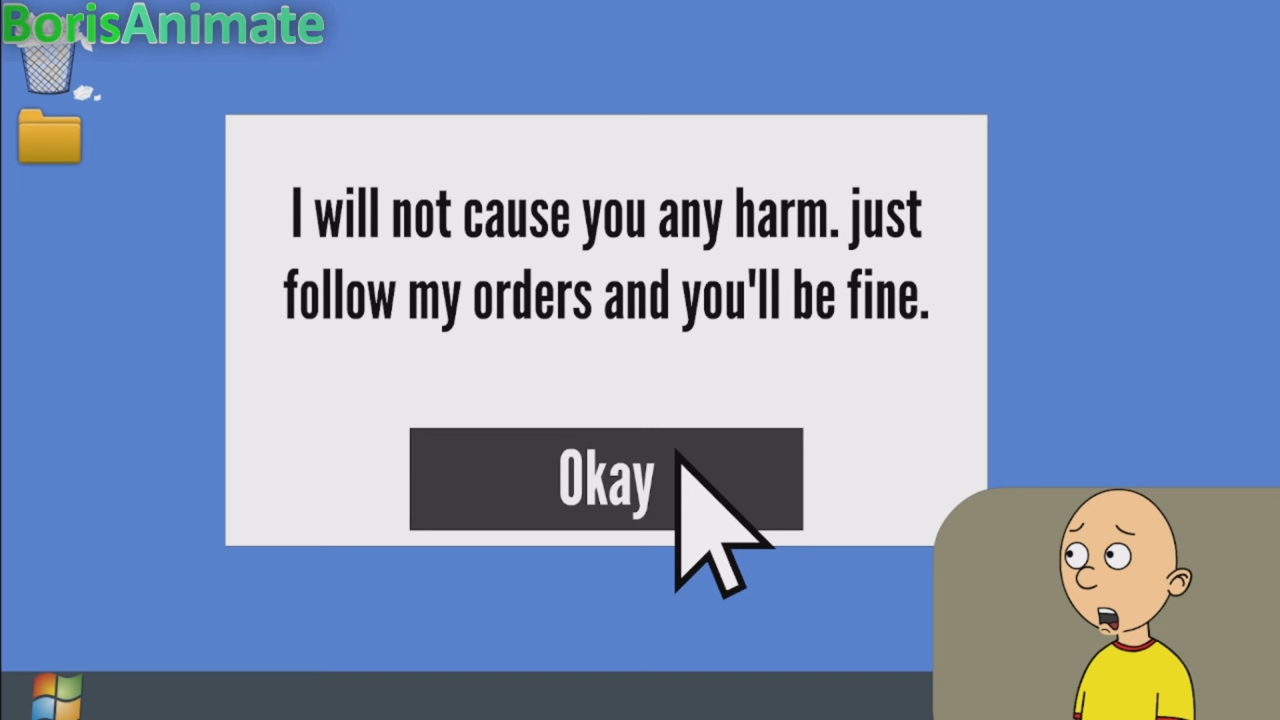 BorisAnimate
I will not cause you any harm. just
follow my orders and you'll be fine.
Okay